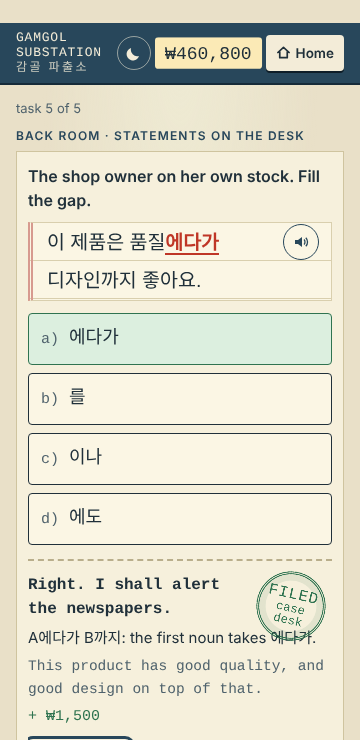 GAMGOL
SUBSTATION
감골 파출소
₩460,800
Home
task 5 of 5
BACK ROOM · STATEMENTS ON THE DESK
The shop owner on her own stock. Fill
the gap.
이 제품은 품질에다가
디자인까지 좋아요.
a) 에다가
b) 를
c) 이나
d) 에도
Right. I shall alert
the newspapers.
FILED
case
desk
A에다가 B까지: the first noun takes 에다가.
This product has good quality, and
good design on top of that.
+ ₩1,500